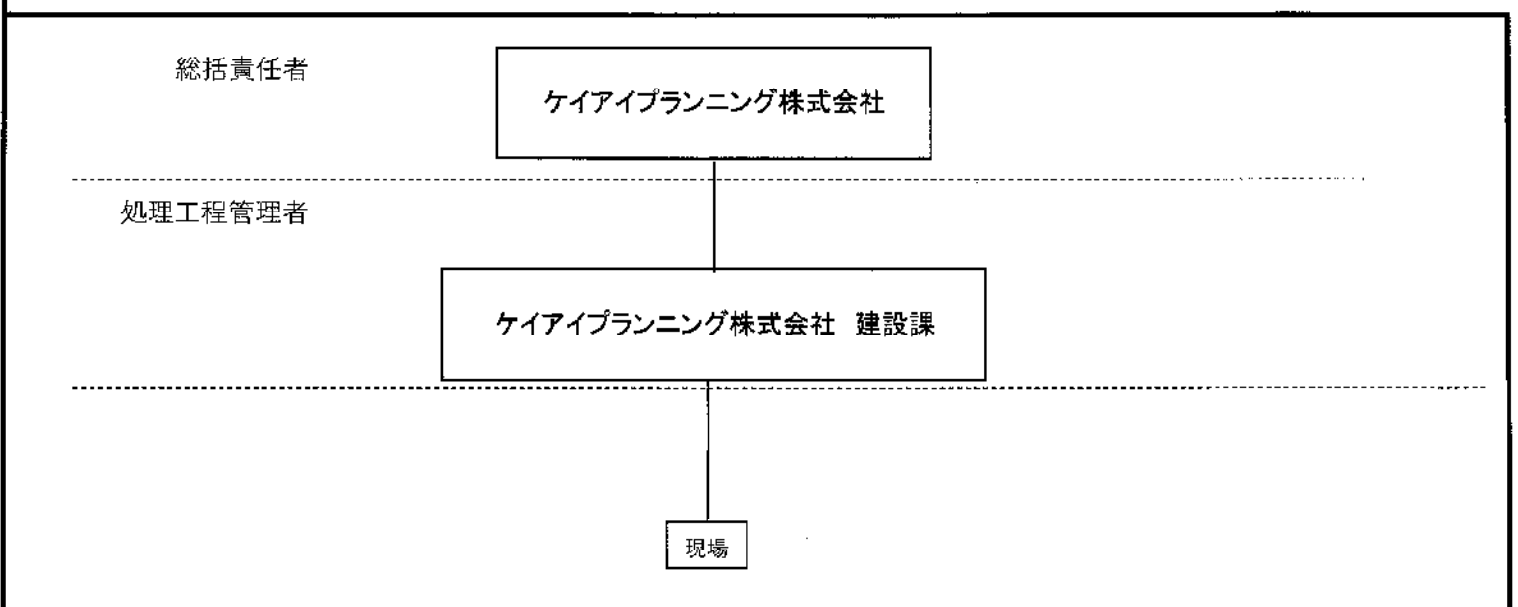 総括責任者
ケイアイプランニング株式会社
処理工程管理者
ケイアイプランニング株式会社　建設課
現場